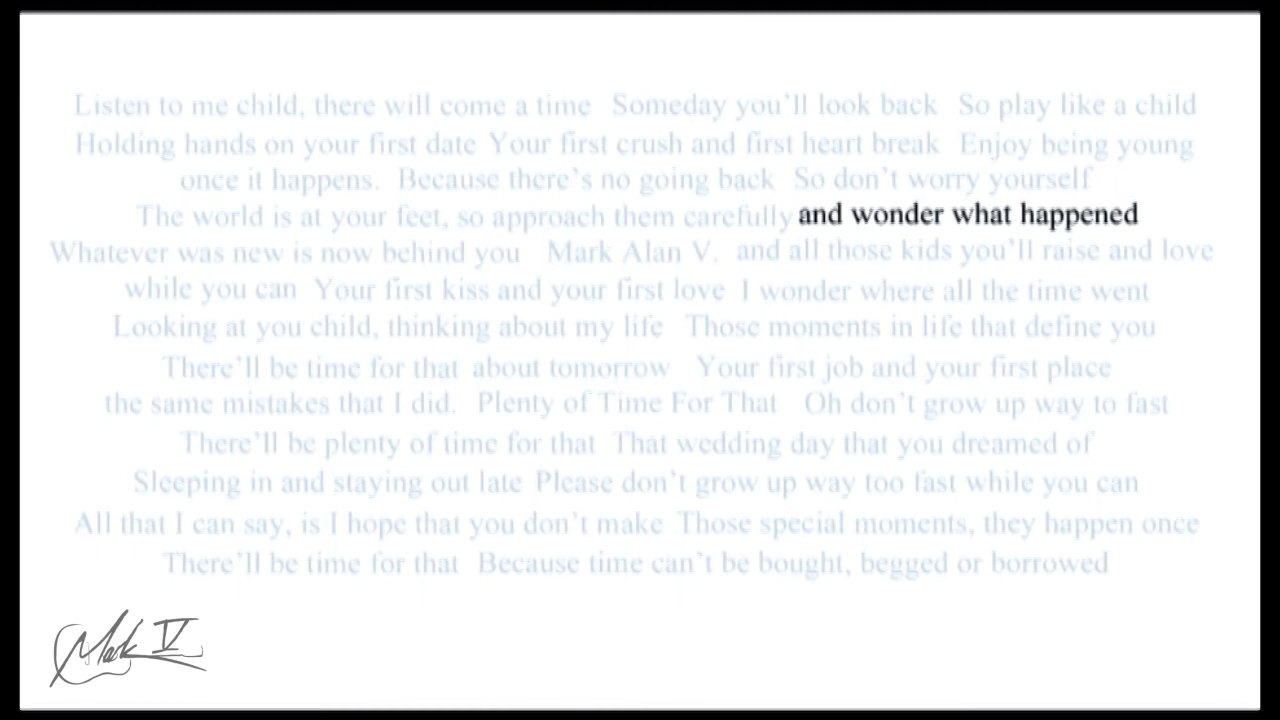 Listen to me child, there will come a time Someday you'll look back So play like a child
Holding hands on your first date Your first crush and first heart break Enjoy being young
once it happens. Because there's no going back So don't worry yourself
The world is at your feet, so approach them carefully and wonder what happened
Whatever was new is now behind you Mark Alan V. and all those kids you'll raise and love
while you can Your first kiss and your first love I wonder where all the time went
Looking at you child, thinking about my life Those moments in life that define you
There'll be time for that about tomorrow Your first job and your first place
the same mistakes that I did. Plenty of Time For That Oh don't grow up way to fast
There'll be plenty of time for that That wedding day that you dreamed of
Sleeping in and staying out late Please don't grow up way too fast while you can
All that I can say, is I hope that you don't make Those special moments, they happen once
There'll be time for that Because time can't be bought, begged or borrowed
Mark V